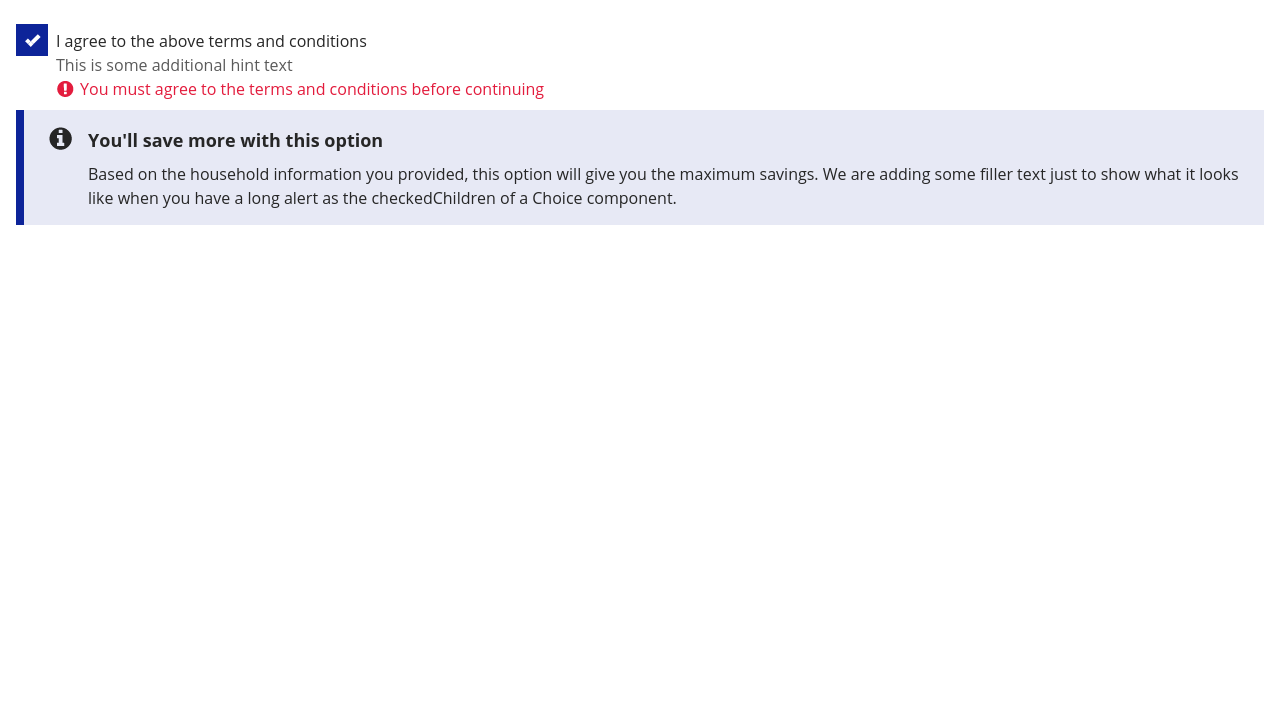 I agree to the above terms and conditions
This is some additional hint text
You must agree to the terms and conditions before continuing
You'll save more with this option
Based on the household information you provided, this option will give you the maximum savings. We are adding some filler text just to show what it looks
like when you have a long alert as the checkedChildren of a Choice component.